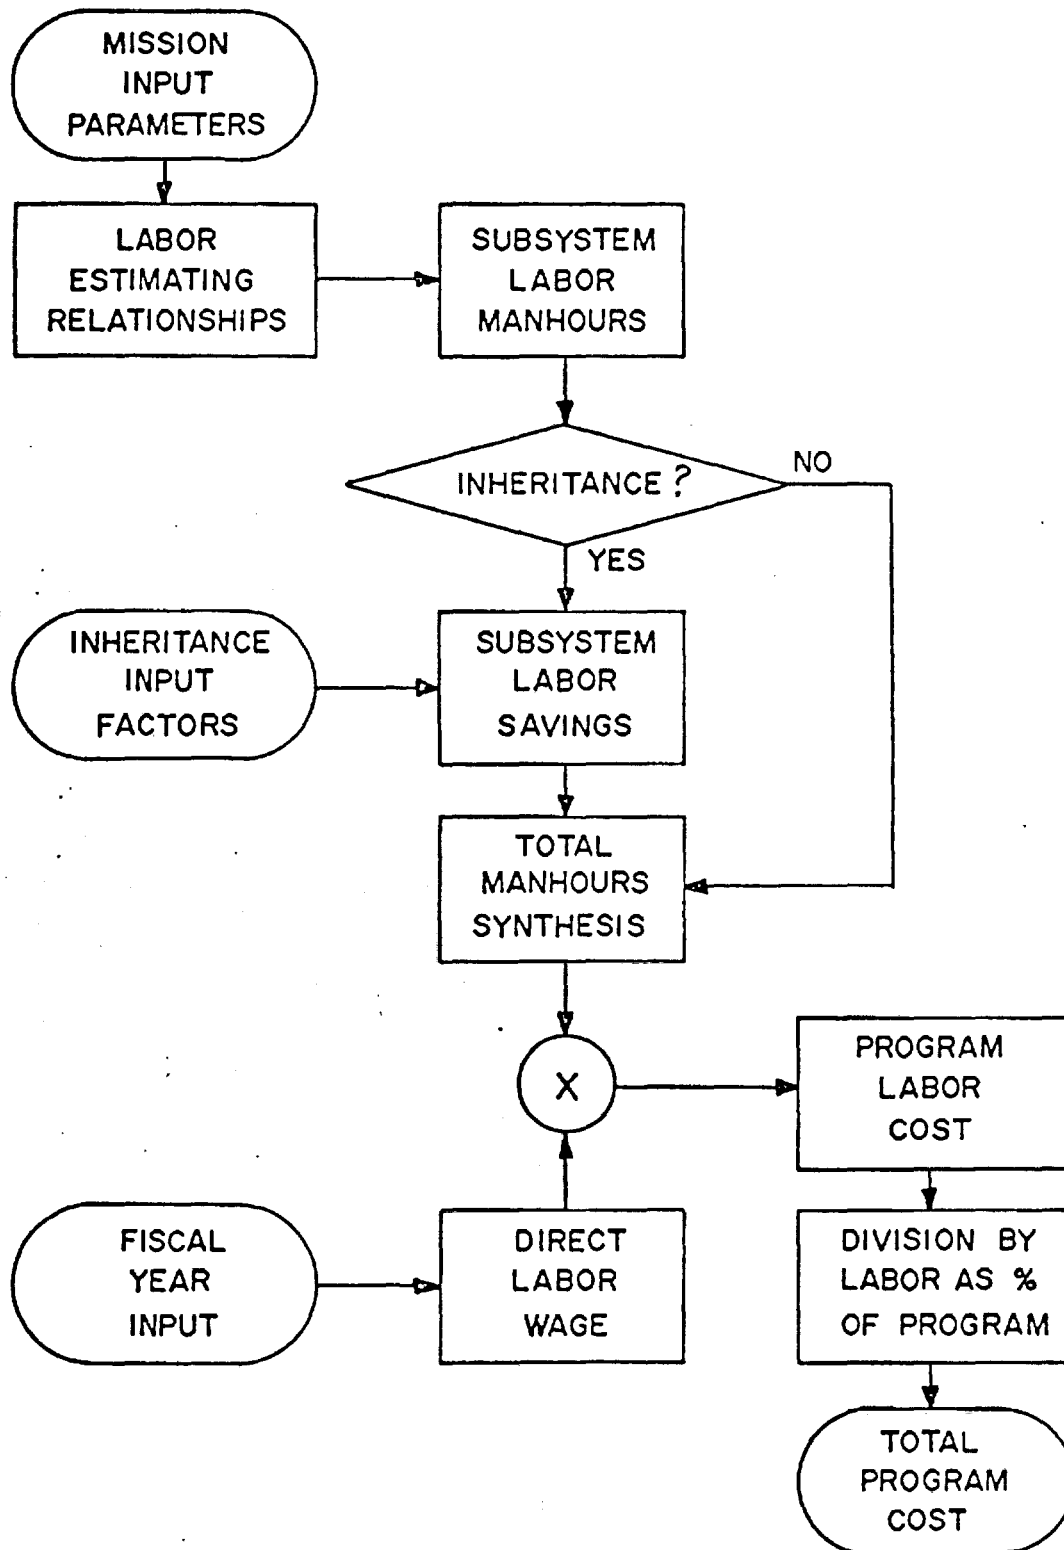 MISSION
INPUT
PARAMETERS
LABOR
ESTIMATING
RELATIONSHIPS
SUBSYSTEM
LABOR
MANHOURS
INHERITANCE?
NO
YES
INHERITANCE
INPUT
FACTORS
SUBSYSTEM
LABOR
SAVINGS
TOTAL
MANHOURS
SYNTHESIS
X
PROGRAM
LABOR
COST
FISCAL
YEAR
INPUT
DIRECT
LABOR
WAGE
DIVISION BY
LABOR AS %
OF PROGRAM
TOTAL
PROGRAM
COST